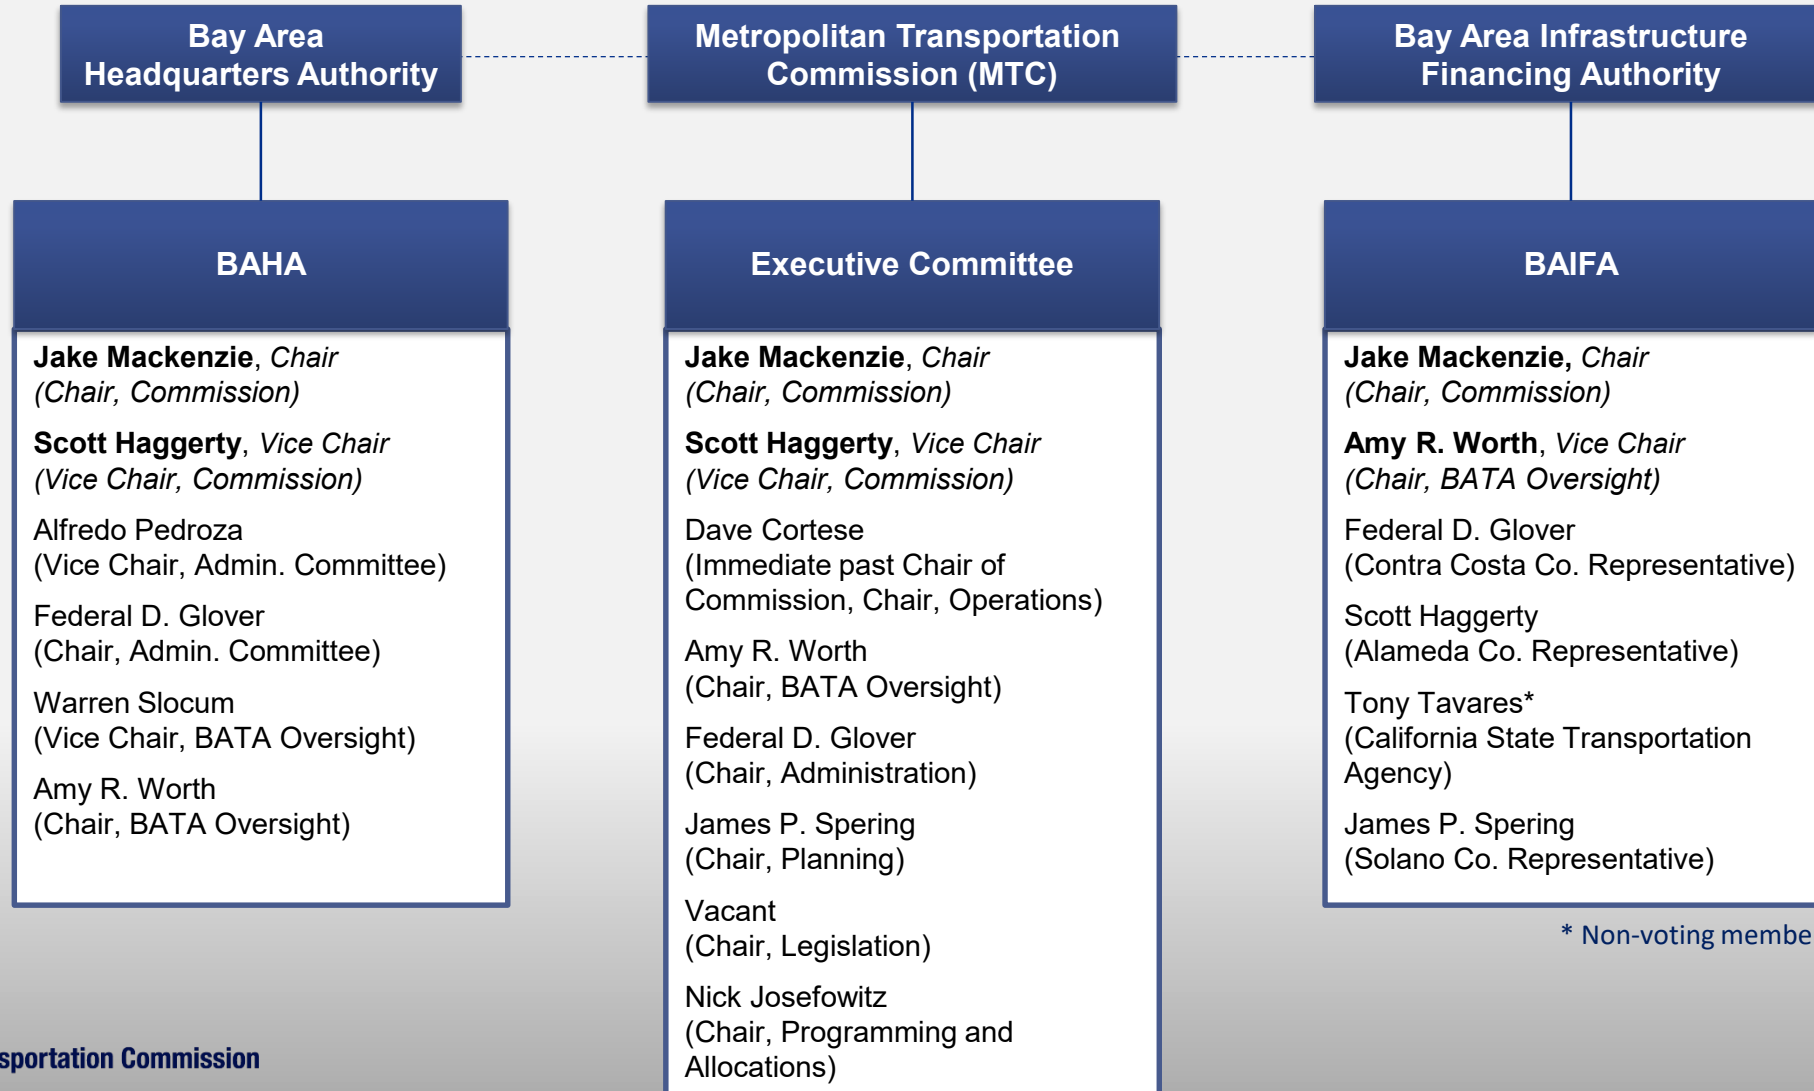 Bay Area
Headquarters Authority
Metropolitan Transportation
Commission (MTC)
Bay Area Infrastructure
Financing Authority
BAHA
Jake Mackenzie, Chair
(Chair, Commission)
Scott Haggerty, Vice Chair
(Vice Chair, Commission)
Alfredo Pedroza
(Vice Chair, Admin. Committee)
Federal D. Glover
(Chair, Admin. Committee)
Warren Slocum
(Vice Chair, BATA Oversight)
Amy R. Worth
(Chair, BATA Oversight)
Executive Committee
Jake Mackenzie, Chair
(Chair, Commission)
Scott Haggerty, Vice Chair
(Vice Chair, Commission)
Dave Cortese
(Immediate past Chair of
Commission, Chair, Operations)
Amy R. Worth
(Chair, BATA Oversight)
Federal D. Glover
(Chair, Administration)
James P. Spering
(Chair, Planning)
Vacant
(Chair, Legislation)
Nick Josefowitz
(Chair, Programming and
Allocations)
BAIFA
Jake Mackenzie, Chair
(Chair, Commission)
Amy R. Worth, Vice Chair
(Chair, BATA Oversight)
Federal D. Glover
(Contra Costa Co. Representative)
Scott Haggerty
(Alameda Co. Representative)
Tony Tavares*
(California State Transportation
Agency)
James P. Spering
(Solano Co. Representative)
* Non-voting membe
sportation Commission